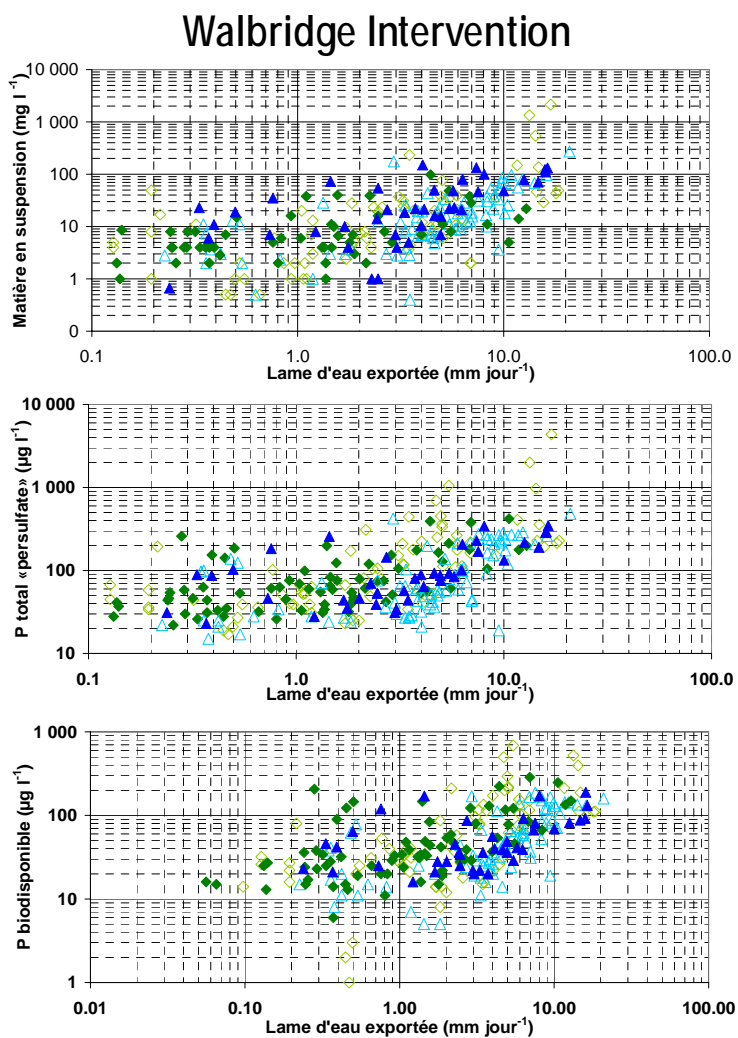 Walbridge Intervention
Matière en suspension (mg l⁻¹)
10 000
1 000
100
10
1
0
0.1 1.0 10.0 100.0
Lame d'eau exportée (mm jour⁻¹)
P total «persulfate» (µg l⁻¹)
10 000
1 000
100
10
0.1 1.0 10.0 100.0
Lame d'eau exportée (mm jour⁻¹)
P biodisponible (µg l⁻¹)
1 000
100
10
1
0.01 0.10 1.00 10.00 100.00
Lame d'eau exportée (mm jour⁻¹)